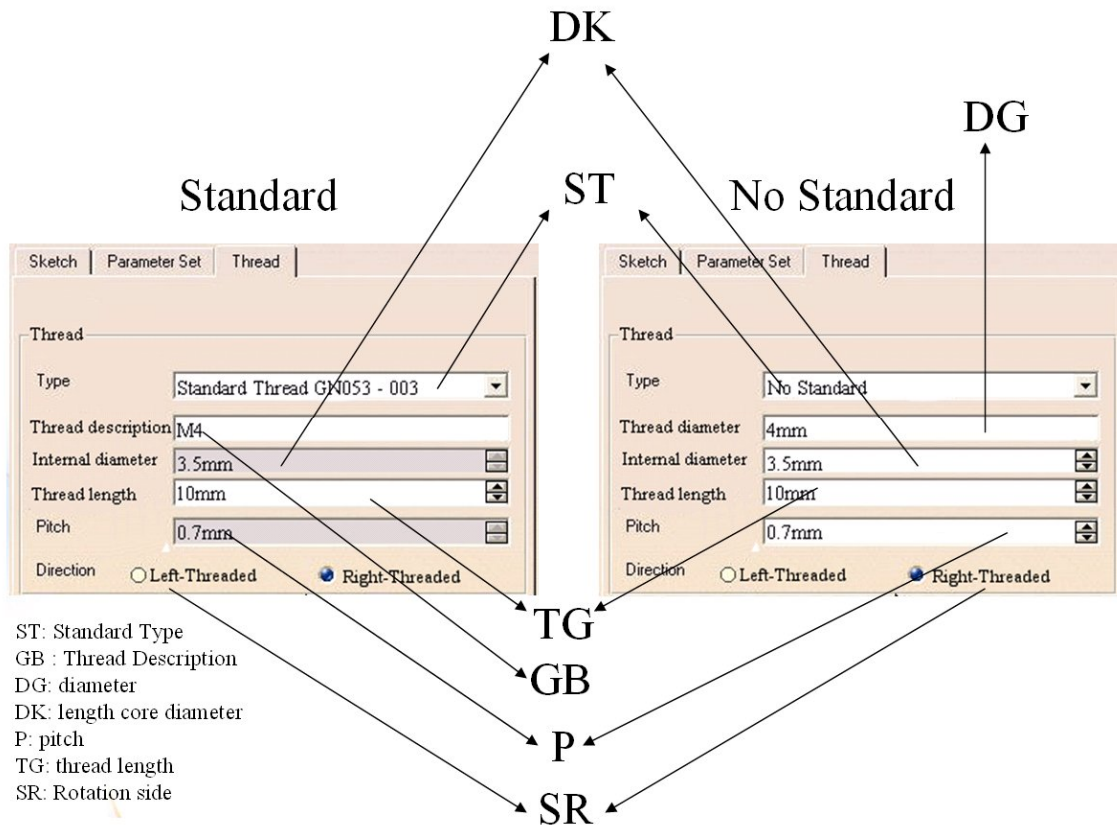 DK
DG
Standard
ST
No Standard
Sketch Parameter Set Thread
Thread
Type Standard Thread GN053 - 003
Thread description M4
Internal diameter 3.5mm
Thread length 10mm
Pitch 0.7mm
Direction Left-Threaded Right-Threaded
Sketch Parameter Set Thread
Thread
Type No Standard
Thread diameter 4mm
Internal diameter 3.5mm
Thread length 10mm
Pitch 0.7mm
Direction Left-Threaded Right-Threaded
TG
GB
P
SR
ST: Standard Type
GB : Thread Description
DG: diameter
DK: length core diameter
P: pitch
TG: thread length
SR: Rotation side